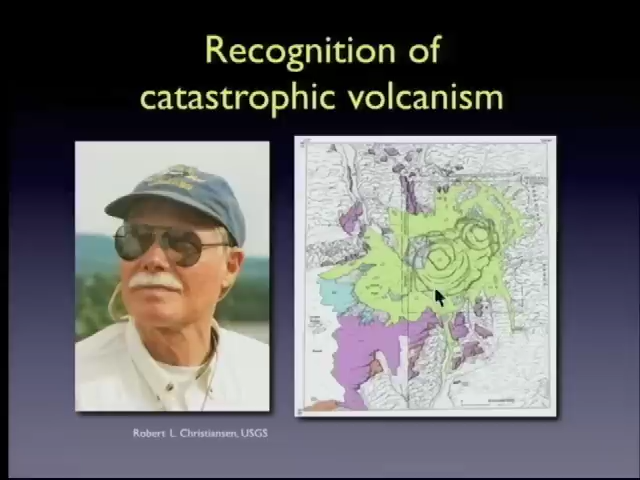 Recognition of
catastrophic volcanism
Robert L. Christiansen, USGS